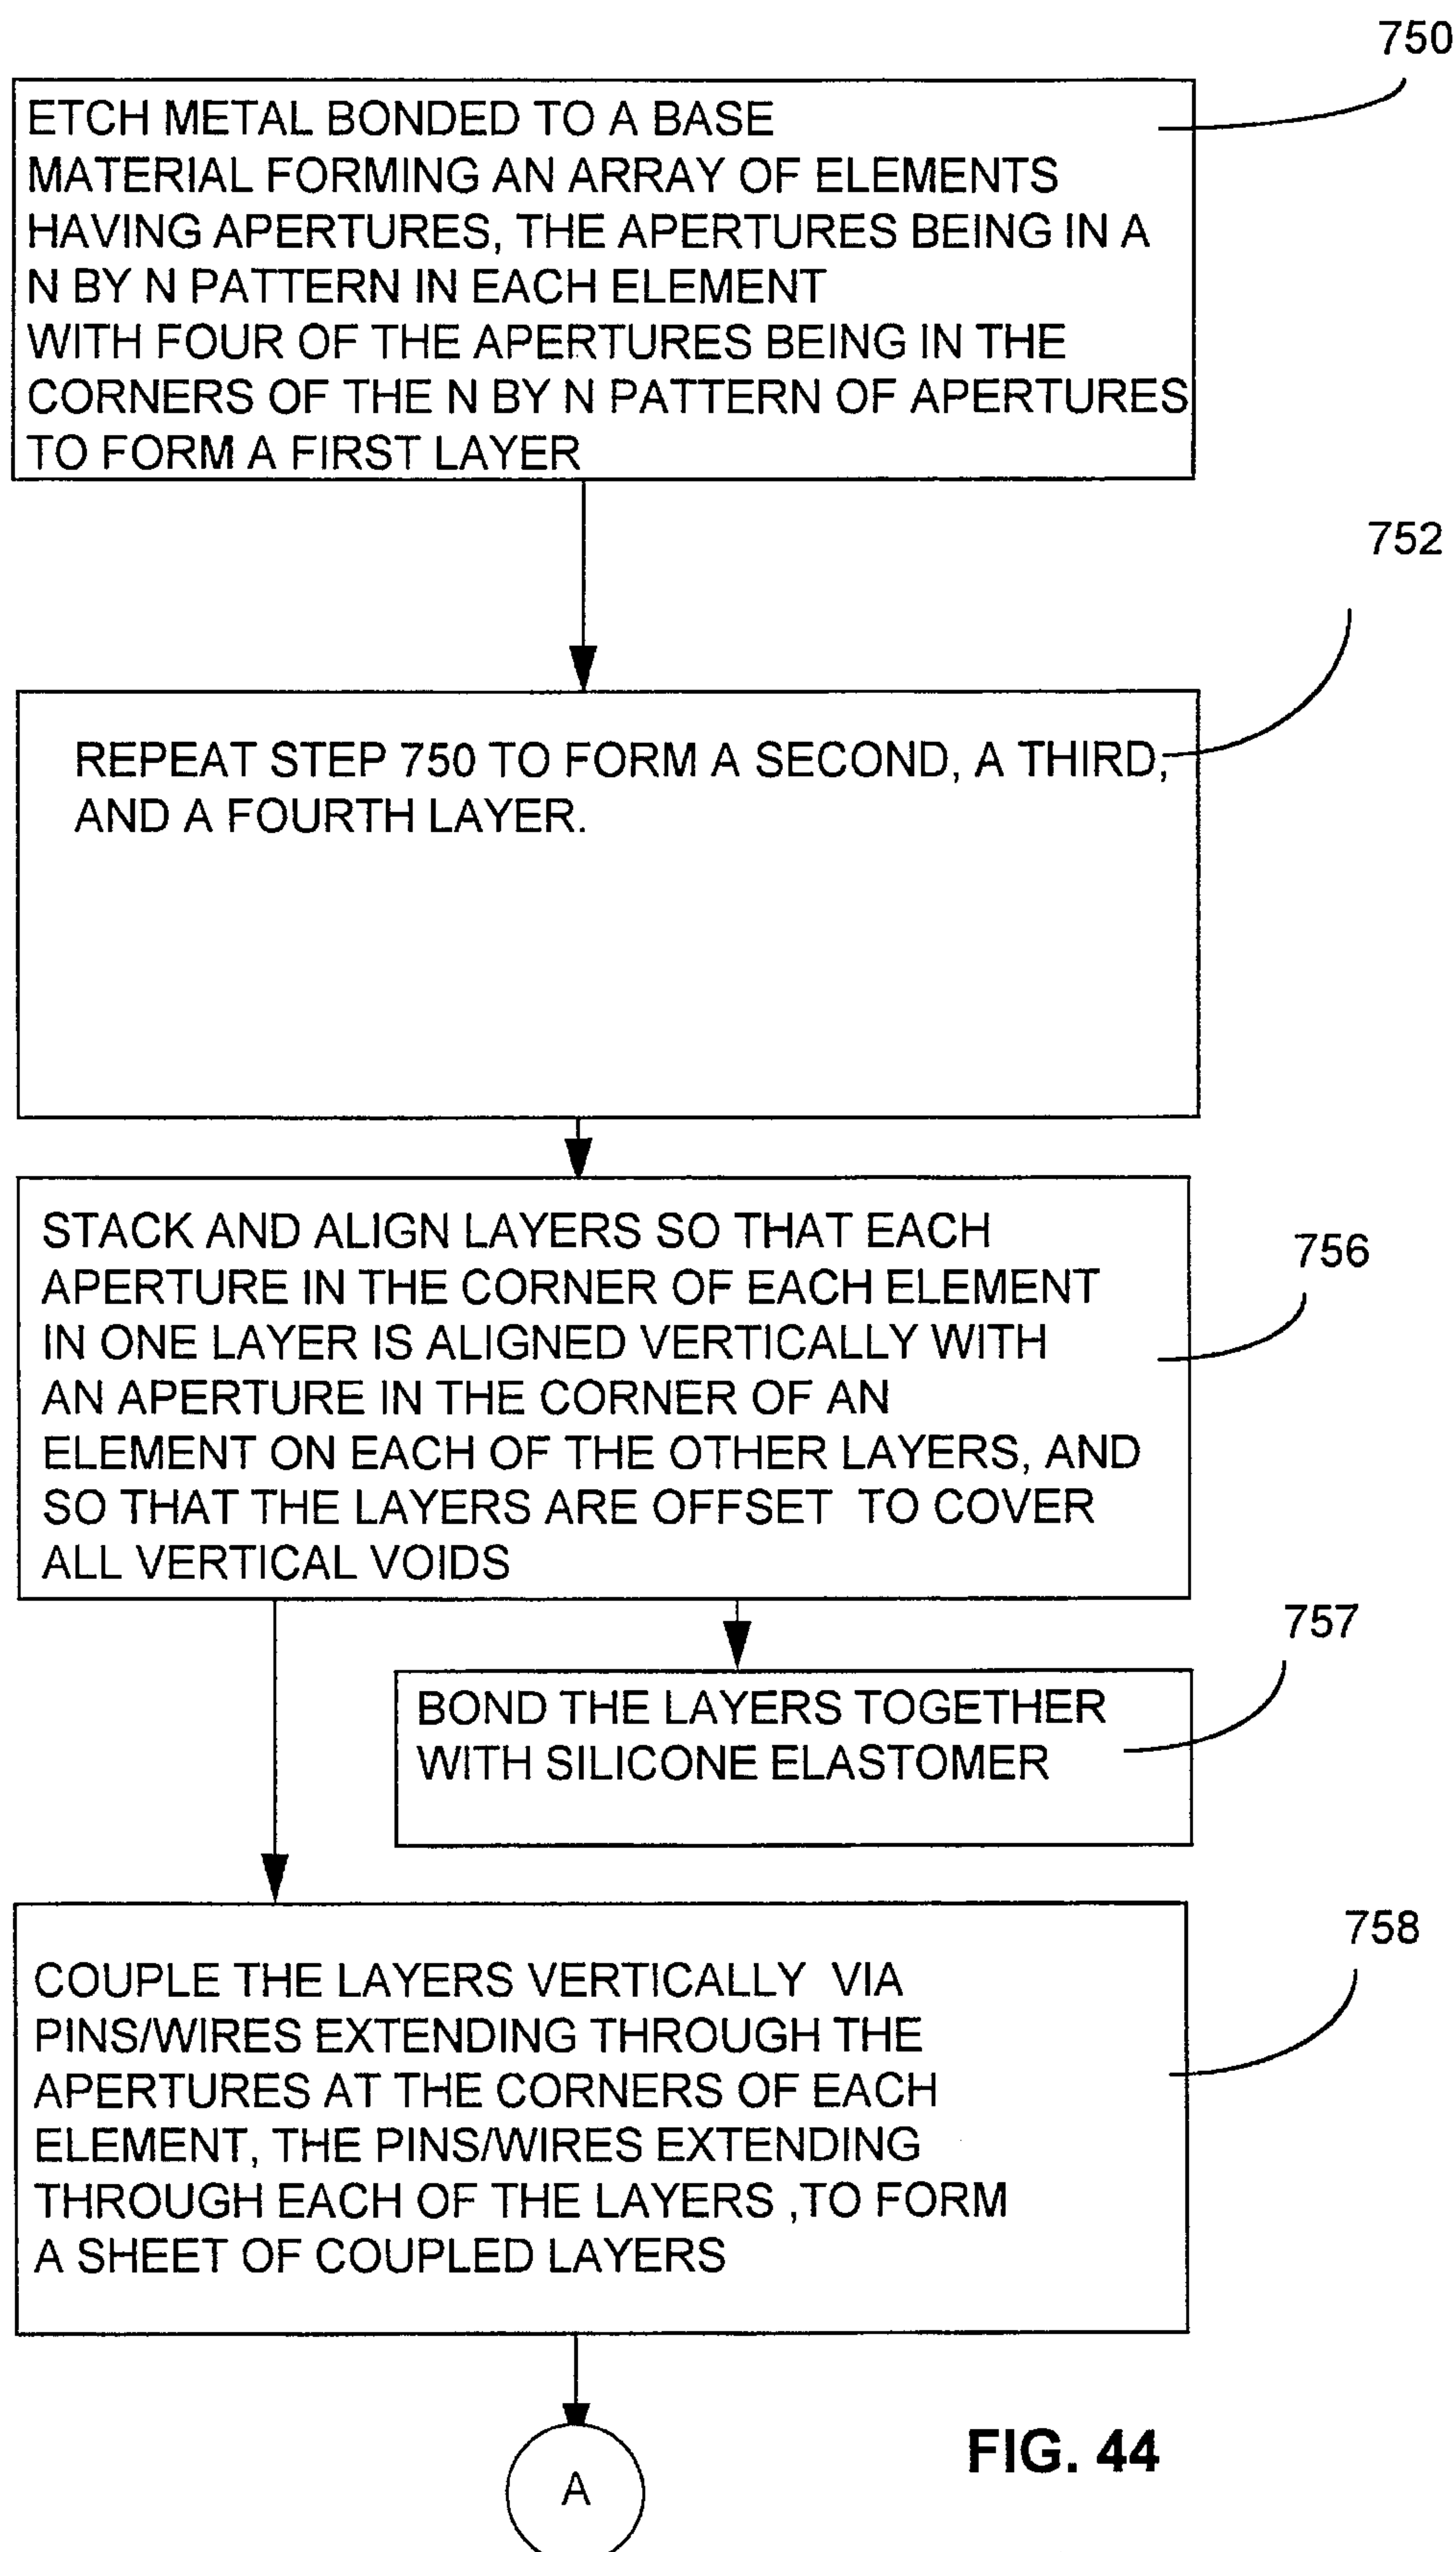 750
ETCH METAL BONDED TO A BASE
MATERIAL FORMING AN ARRAY OF ELEMENTS
HAVING APERTURES, THE APERTURES BEING IN A
N BY N PATTERN IN EACH ELEMENT
WITH FOUR OF THE APERTURES BEING IN THE
CORNERS OF THE N BY N PATTERN OF APERTURES
TO FORM A FIRST LAYER
752
REPEAT STEP 750 TO FORM A SECOND, A THIRD,
AND A FOURTH LAYER.
756
STACK AND ALIGN LAYERS SO THAT EACH
APERTURE IN THE CORNER OF EACH ELEMENT
IN ONE LAYER IS ALIGNED VERTICALLY WITH
AN APERTURE IN THE CORNER OF AN
ELEMENT ON EACH OF THE OTHER LAYERS, AND
SO THAT THE LAYERS ARE OFFSET TO COVER
ALL VERTICAL VOIDS
757
BOND THE LAYERS TOGETHER
WITH SILICONE ELASTOMER
758
COUPLE THE LAYERS VERTICALLY VIA
PINS/WIRES EXTENDING THROUGH THE
APERTURES AT THE CORNERS OF EACH
ELEMENT, THE PINS/WIRES EXTENDING
THROUGH EACH OF THE LAYERS ,TO FORM
A SHEET OF COUPLED LAYERS
FIG. 44
A